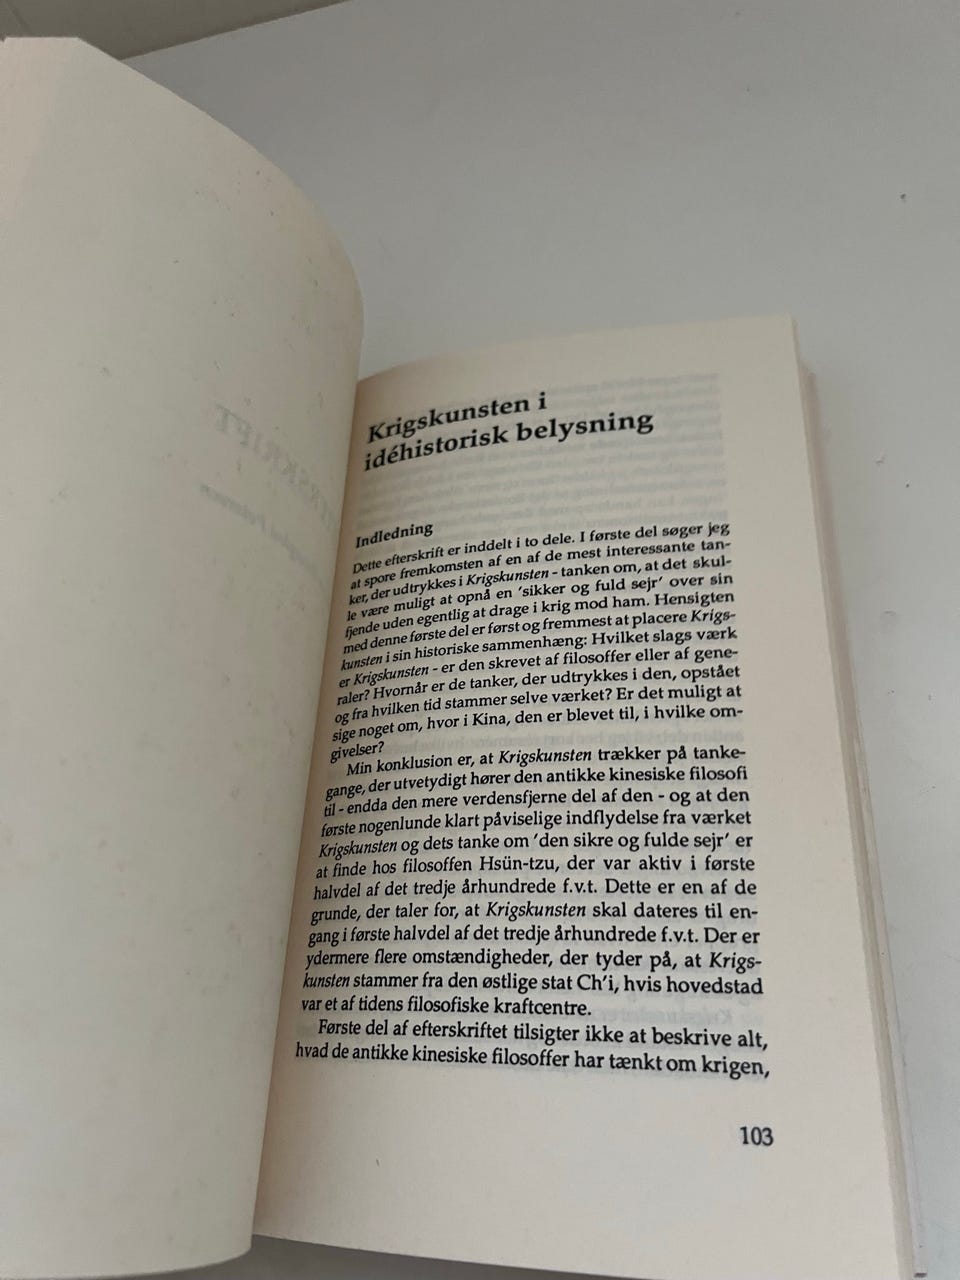 Krigskunsten i
idéhistorisk belysning
Indledning
Dette efterskrift er inddelt i to dele. I første del søger jeg
at spore fremkomsten af en af de mest interessante tan-
ker, der udtrykkes i Krigskunsten - tanken om, at det skul-
le være muligt at opnå en 'sikker og fuld sejr' over sin
fjende uden egentlig at drage i krig mod ham. Hensigten
med denne første del er først og fremmest at placere Krigs-
kunsten i sin historiske sammenhæng: Hvilket slags værk
er Krigskunsten - er den skrevet af filosoffer eller af gene-
raler? Hvornår er de tanker, der udtrykkes i den, opstået
og fra hvilken tid stammer selve værket? Er det muligt at
sige noget om, hvor i Kina, den er blevet til, i hvilke om-
givelser?
Min konklusion er, at Krigskunsten trækker på tanke-
gange, der utvetydigt hører den antikke kinesiske filosofi
til - endda den mere verdensfjerne del af den - og at den
første nogenlunde klart påviselige indflydelse fra værket
Krigskunsten og dets tanke om 'den sikre og fulde sejr' er
at finde hos filosoffen Hsün-tzu, der var aktiv i første
halvdel af det tredje århundrede f.v.t. Dette er en af de
grunde, der taler for, at Krigskunsten skal dateres til en-
gang i første halvdel af det tredje århundrede f.v.t. Der er
ydermere flere omstændigheder, der tyder på, at Krigs-
kunsten stammer fra den østlige stat Ch'i, hvis hovedstad
var et af tidens filosofiske kraftcentre.
Første del af efterskriftet tilsigter ikke at beskrive alt,
hvad de antikke kinesiske filosoffer har tænkt om krigen,
103